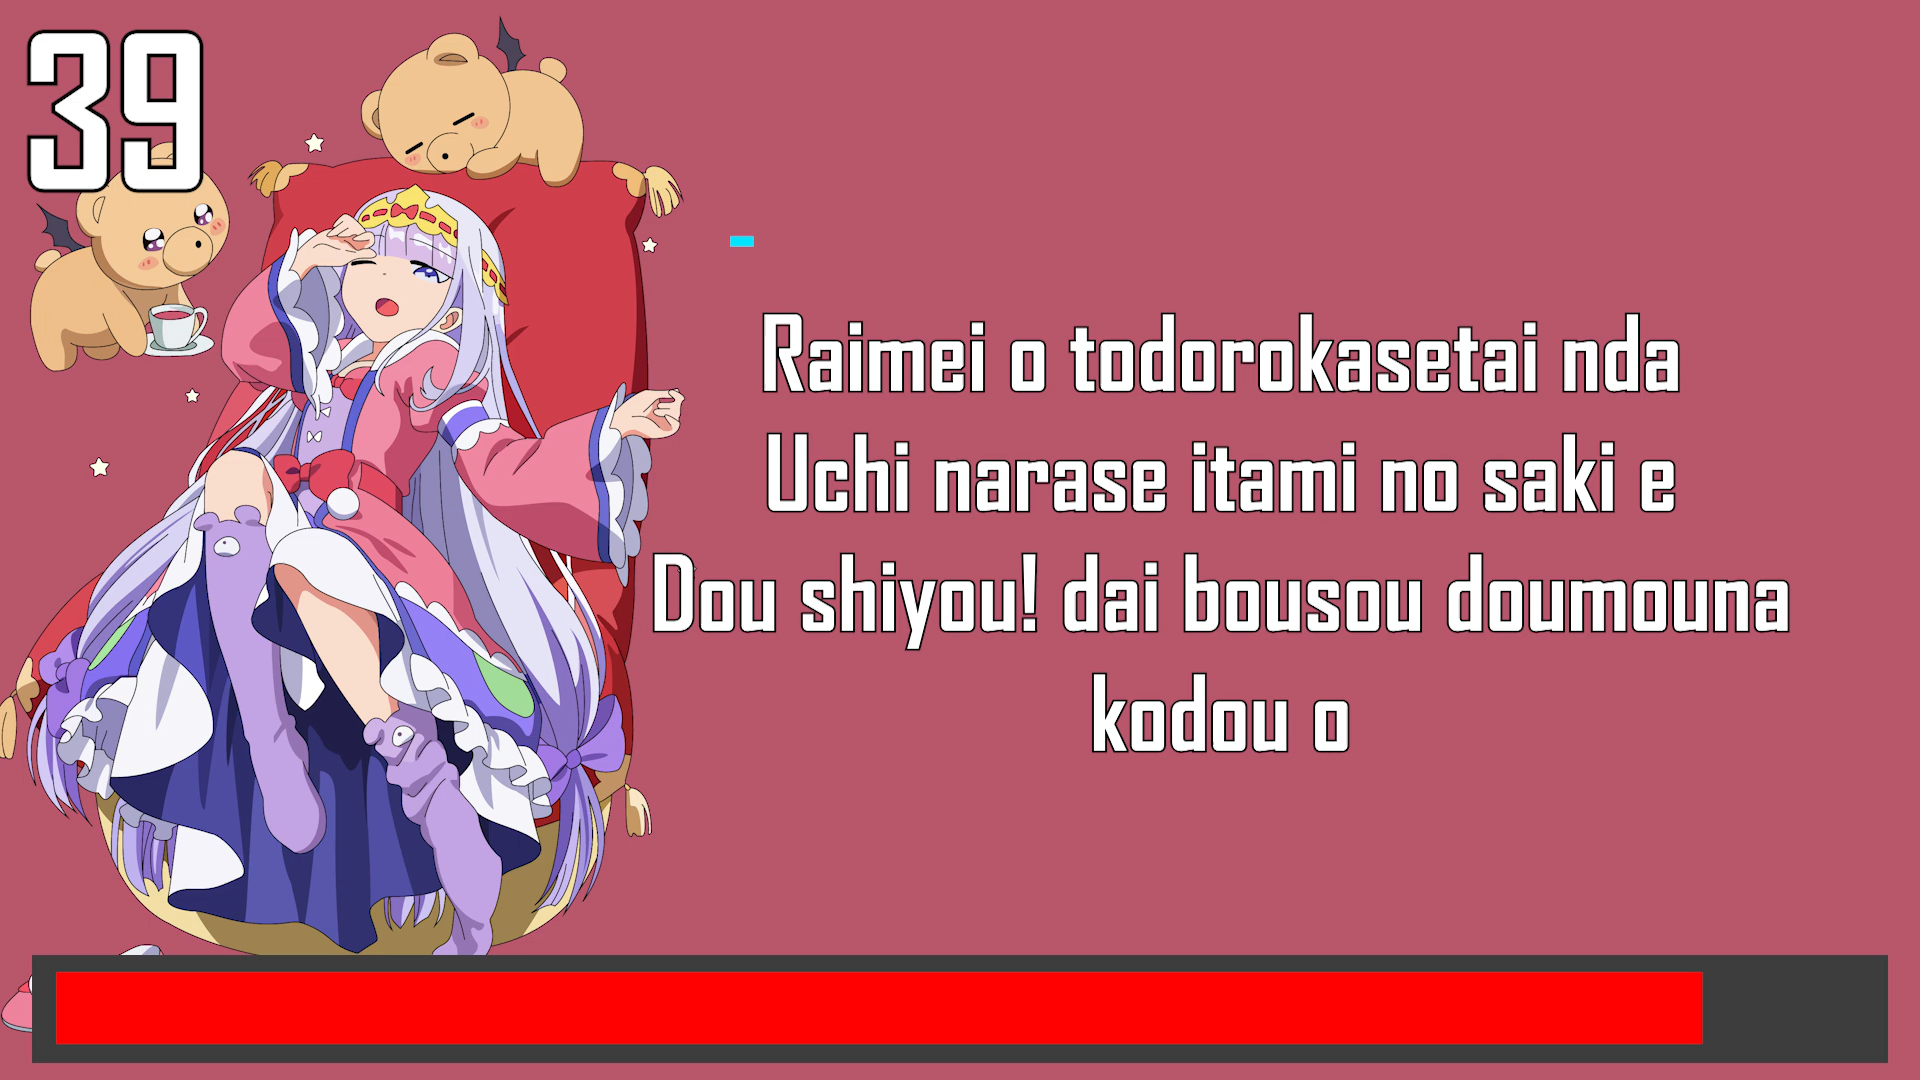 39
Raimei o todorokasetai nda
Uchi narase itami no saki e
Dou shiyou! dai bousou doumouna
kodou o